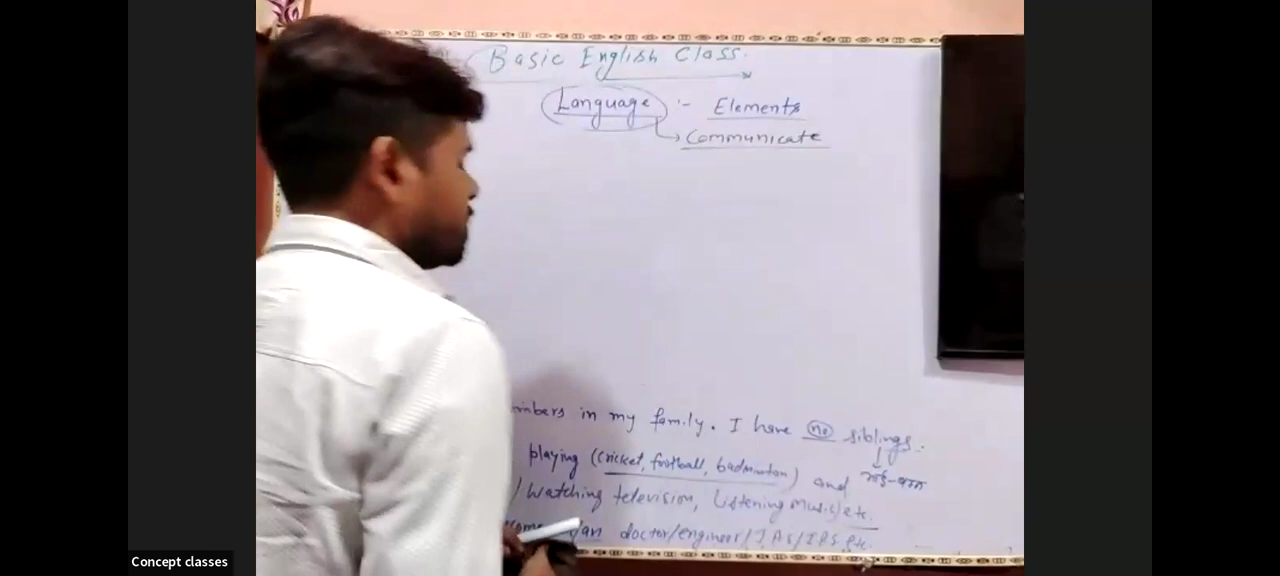 Basic English Class.
Language :- Elements
Communicate
mbers in my family. I have no siblings.
playing (cricket, football, badminton) and भाई-बहन
/ Watching television, Listening music) etc.
come an doctor/engineer/IAS/IPS etc.
Concept classes